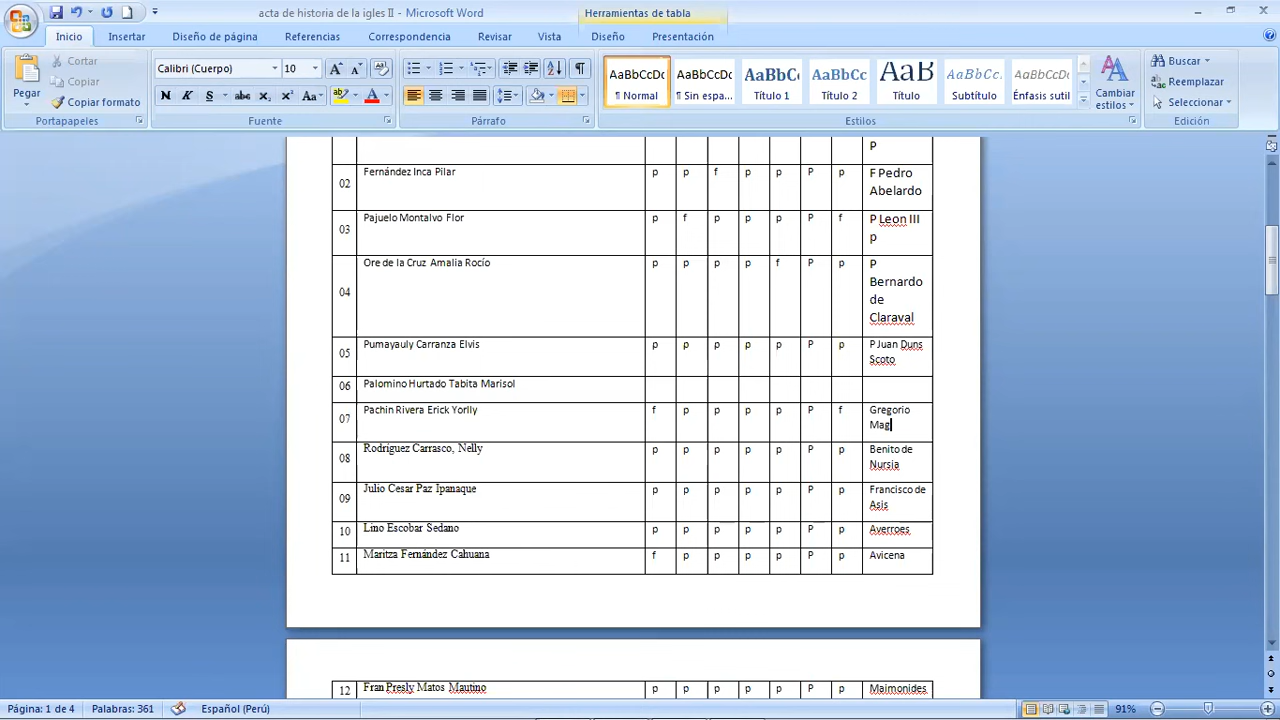 acta de historia de la igles II - Microsoft Word
Herramientas de tabla
Inicio Insertar Diseño de página Referencias Correspondencia Revisar Vista Diseño Presentación
Pegar
Cortar
Copiar
Copiar formato
Portapapeles
Calibri (Cuerpo) 10
N K S abc x₂ x² Aa
Fuente
Párrafo
AaBbCcDc AaBbCcDc AaBbC AaBbCc AaB AaBbCc. AaBbCcDc
¶ Normal ¶ Sin espa... Título 1 Título 2 Título Subtítulo Énfasis sutil
Cambiar estilos
Estilos
Buscar
Reemplazar
Seleccionar
Edición
P
02 Fernández Inca Pilar p p f p p P p F Pedro Abelardo
03 Pajuelo Montalvo Flor p f p p p P f P Leon III p
04 Ore de la Cruz Amalia Rocío p p p p f P p P Bernardo de Claraval
05 Pumayauly Carranza Elvis p p p p p P p P Juan Duns Scoto
06 Palomino Hurtado Tabita Marisol
07 Pachin Rivera Erick Yorlly f p p p p P f Gregorio Mag
08 Rodríguez Carrasco, Nelly p p p p p P p Benito de Nursia
09 Julio Cesar Paz Ipanaque p p p p p P p Francisco de Asis
10 Lino Escobar Sedano p p p p p P p Averroes
11 Maritza Fernández Cahuana f p p p p P p Avicena
12 Fran Presly Matos Mautino p p p p p P p Maimonides
Página: 1 de 4 Palabras: 361 Español (Perú) 91%